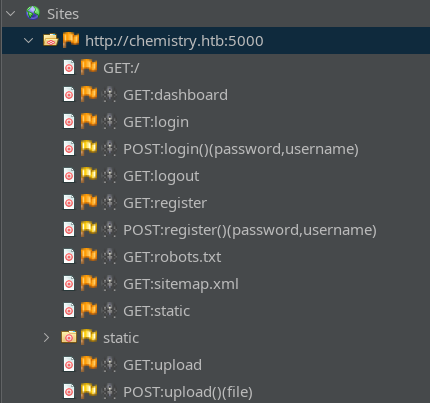 Sites
http://chemistry.htb:5000
GET:/
GET:dashboard
GET:login
POST:login()(password,username)
GET:logout
GET:register
POST:register()(password,username)
GET:robots.txt
GET:sitemap.xml
GET:static
static
GET:upload
POST:upload()(file)